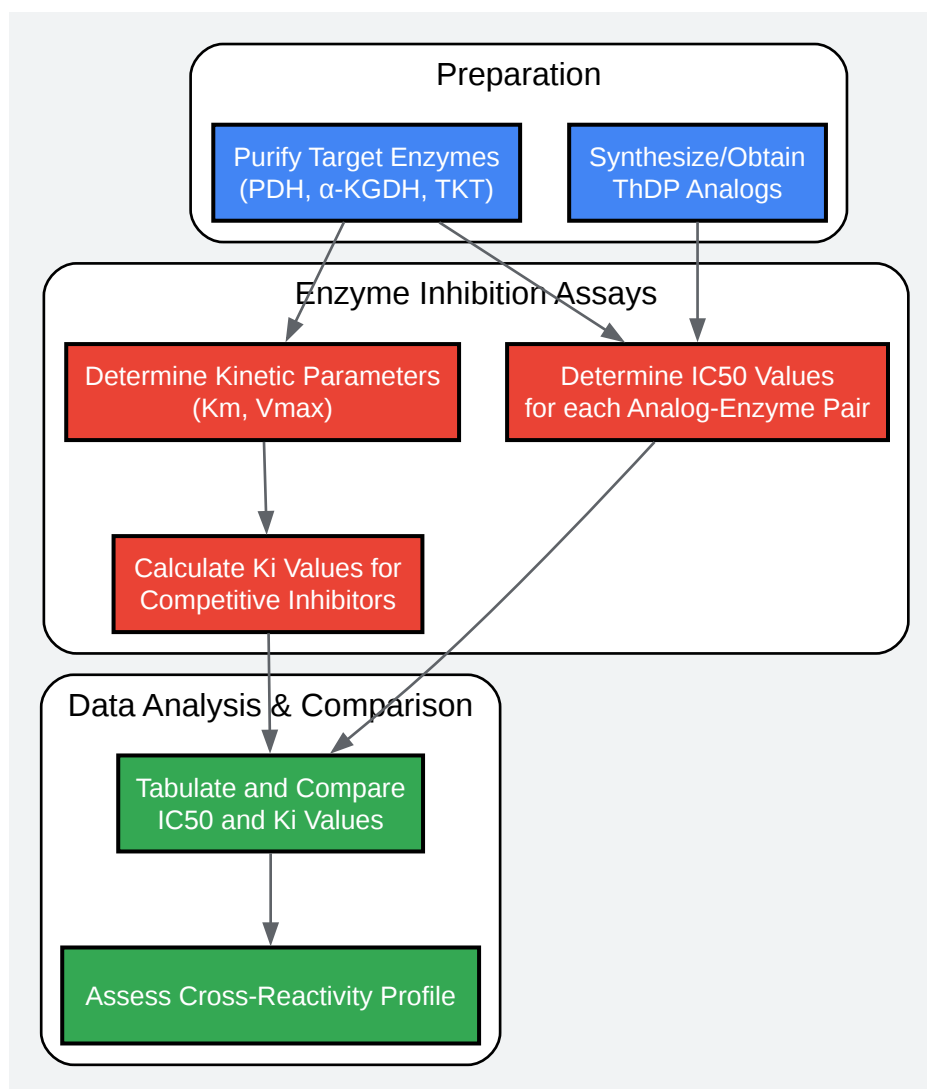 Preparation
Purify Target Enzymes
(PDH, α-KGDH, TKT)
Synthesize/Obtain
ThDP Analogs
Enzyme Inhibition Assays
Determine Kinetic Parameters
(Km, Vmax)
Determine IC50 Values
for each Analog-Enzyme Pair
Calculate Ki Values for
Competitive Inhibitors
Data Analysis & Comparison
Tabulate and Compare
IC50 and Ki Values
Assess Cross-Reactivity Profile